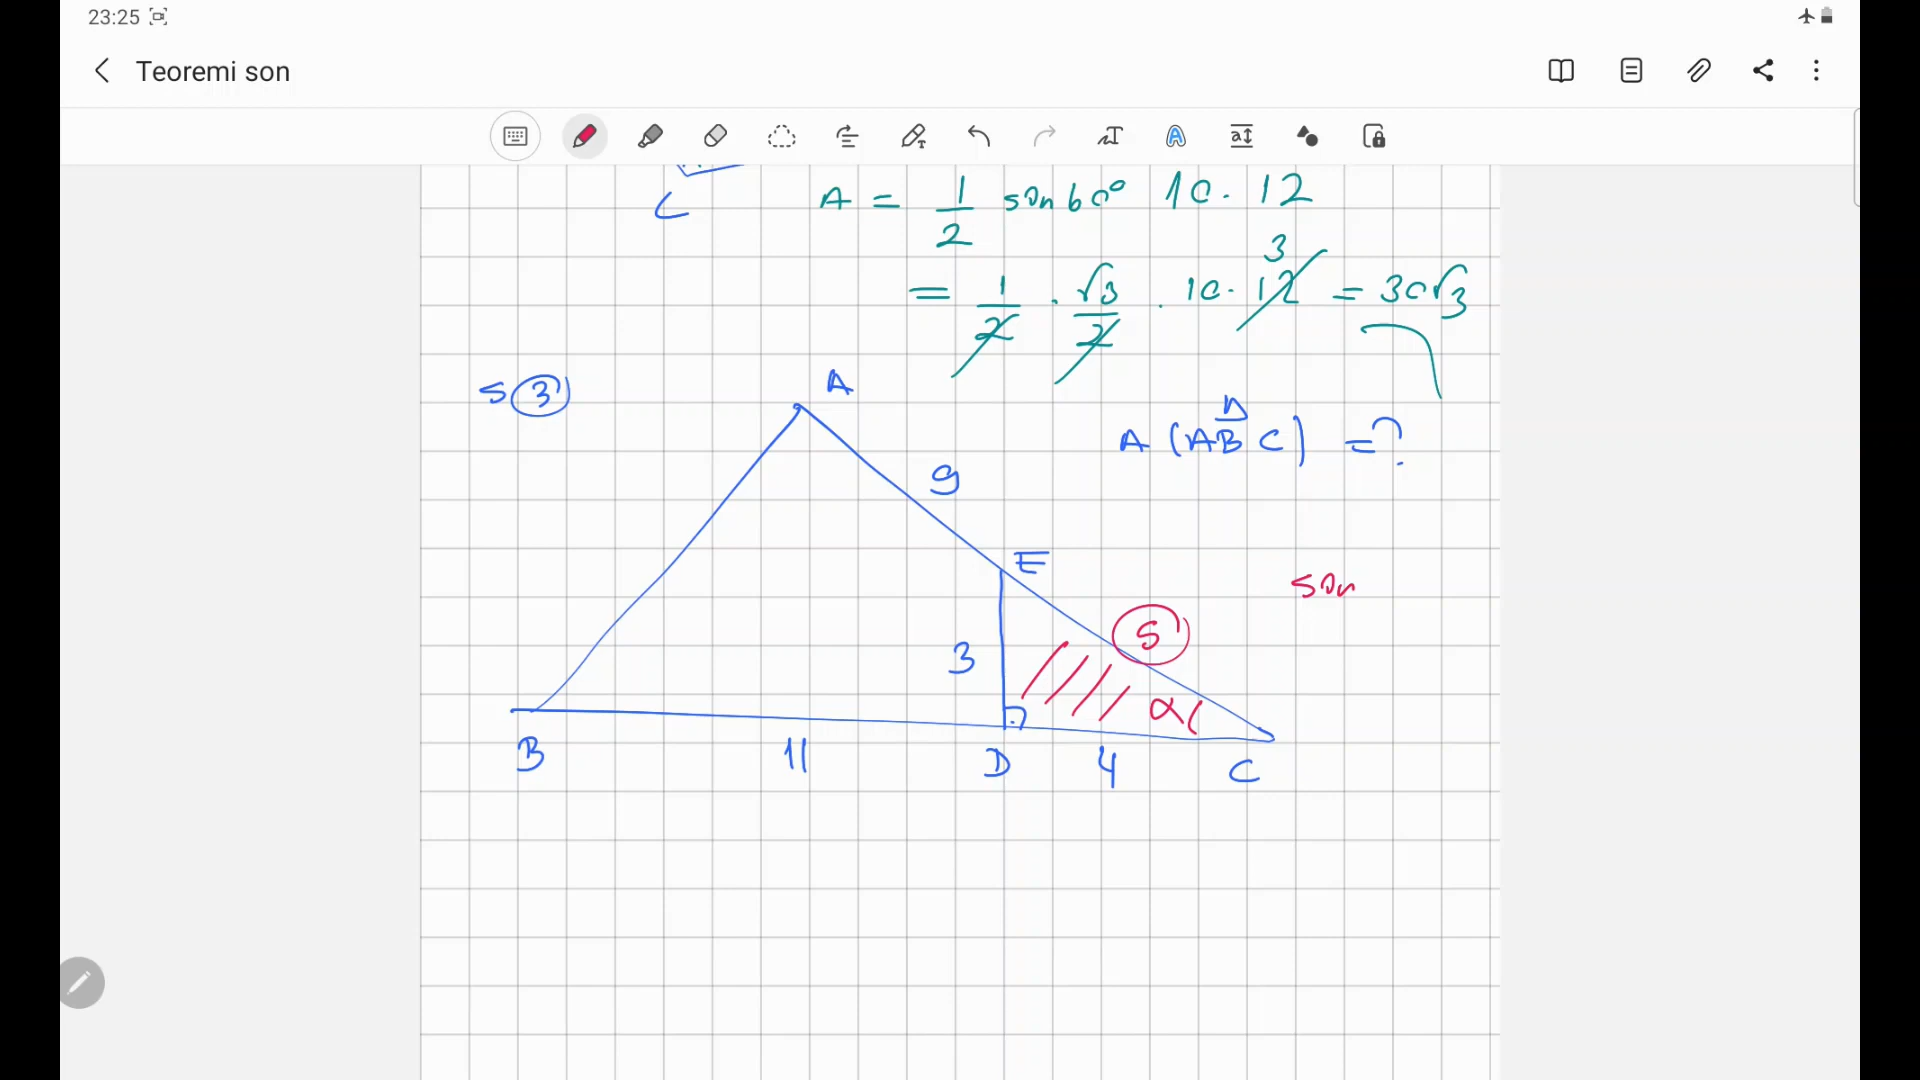 23:25
Teoremi son
C
A = 1/2 sin 60° 10 · 12
= 1/2 · √3/2 · 10 · 12 3 = 30√3
S 3
A
A (ABC) = ?
9
E
sin
5
3
α
B 11 D 4 C